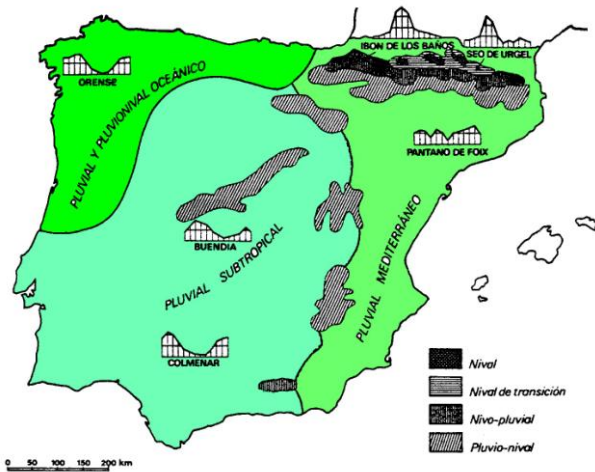 IBON DE LOS BAÑOS
SEO DE URGEL
ORENSE
PLUVIAL Y PLUVIONIVAL OCEÁNICO
PANTANO DE FOIX
BUENDIA
PLUVIAL SUBTROPICAL
PLUVIAL MEDITERRÁNEO
COLMENAR
Nival
Nival de transición
Nivo-pluvial
Pluvio-nival
0 50 100 150 200 km